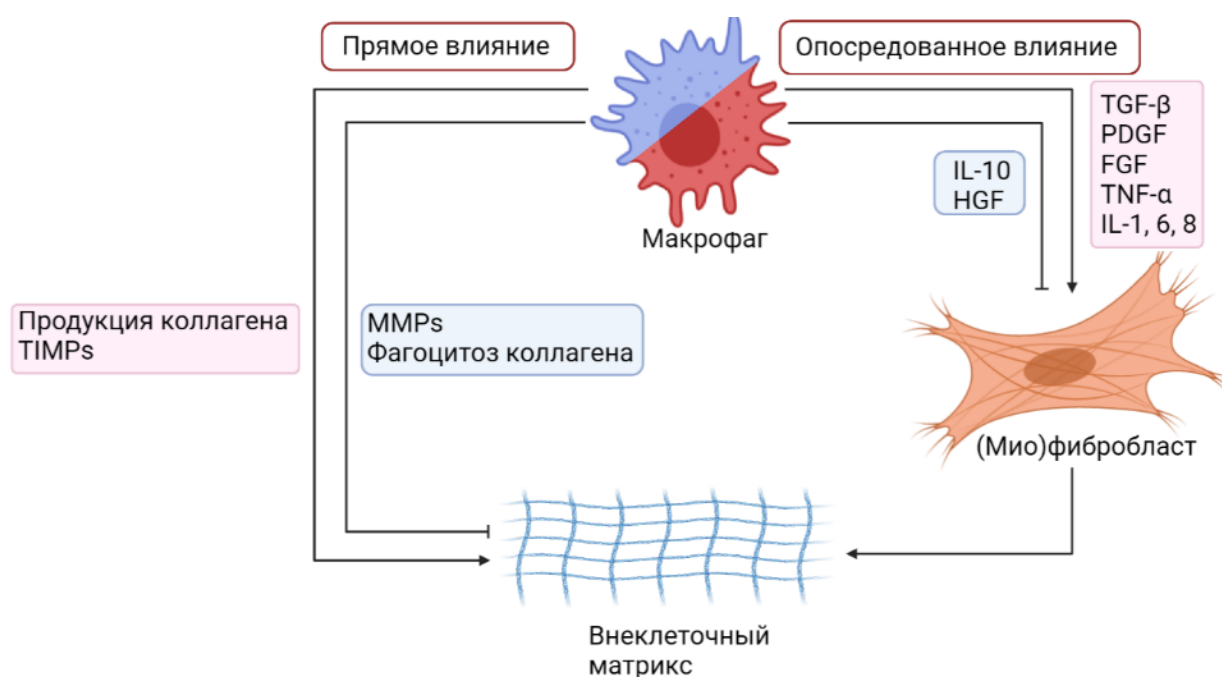 Прямое влияние
Опосредованное влияние
TGF-β
PDGF
FGF
TNF-α
IL-1, 6, 8
IL-10
HGF
Макрофаг
Продукция коллагена
TIMPs
MMPs
Фагоцитоз коллагена
(Мио)фибробласт
Внеклеточный
матрикс